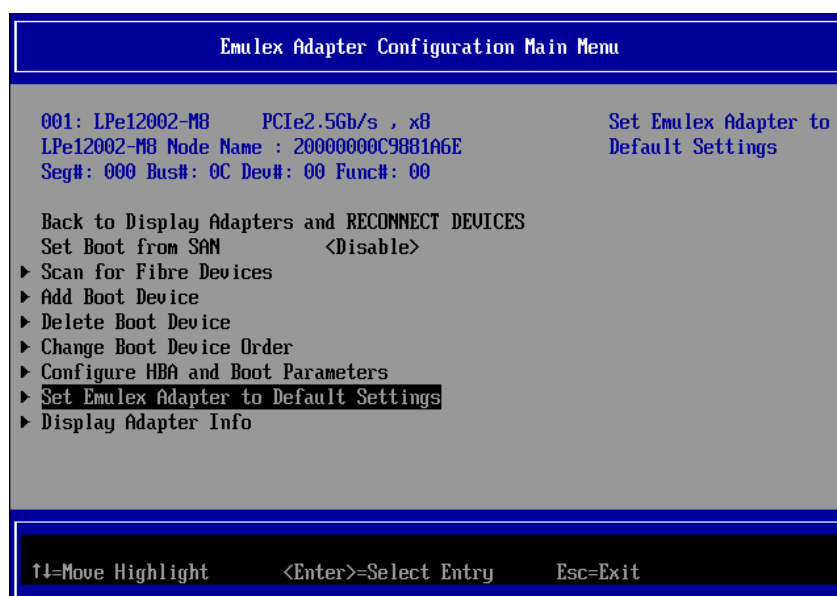 Emulex Adapter Configuration Main Menu
001: LPe12002-M8 PCIe2.5Gb/s , x8
LPe12002-M8 Node Name : 20000000C9881A6E
Seg#: 000 Bus#: 0C Dev#: 00 Func#: 00
Set Emulex Adapter to
Default Settings
Back to Display Adapters and RECONNECT DEVICES
Set Boot from SAN <Disable>
Scan for Fibre Devices
Add Boot Device
Delete Boot Device
Change Boot Device Order
Configure HBA and Boot Parameters
Set Emulex Adapter to Default Settings
Display Adapter Info
↑↓=Move Highlight <Enter>=Select Entry Esc=Exit